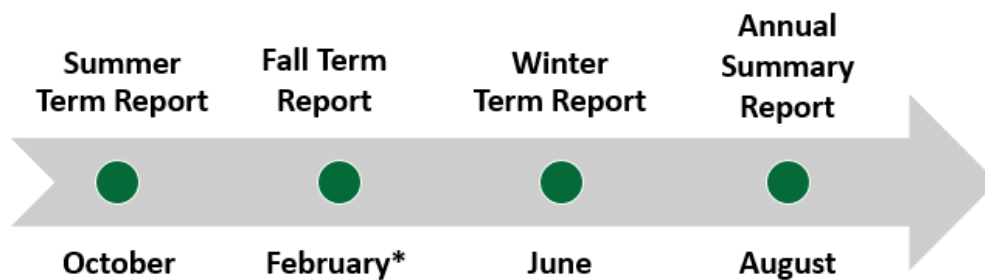 Summer
Term Report
Fall Term
Report
Winter
Term Report
Annual
Summary
Report
October
February*
June
August